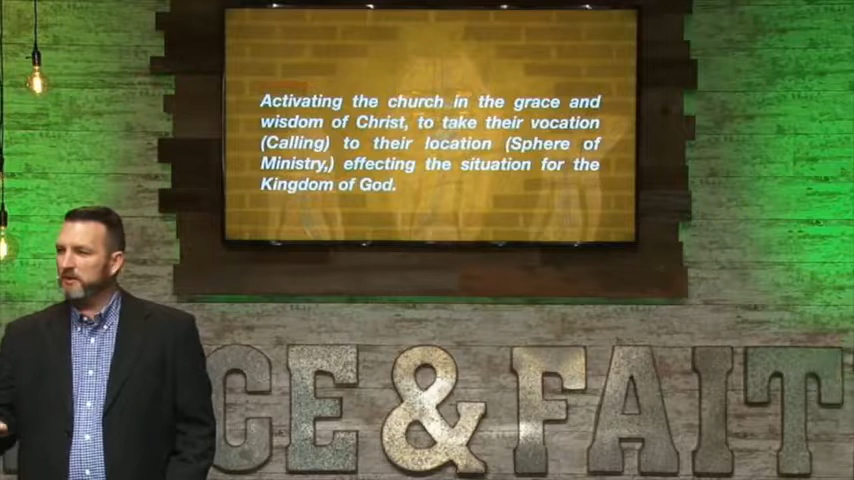 Activating the church in the grace and
wisdom of Christ, to take their vocation
(Calling) to their location (Sphere of
Ministry,) effecting the situation for the
Kingdom of God.
CE & FAIT